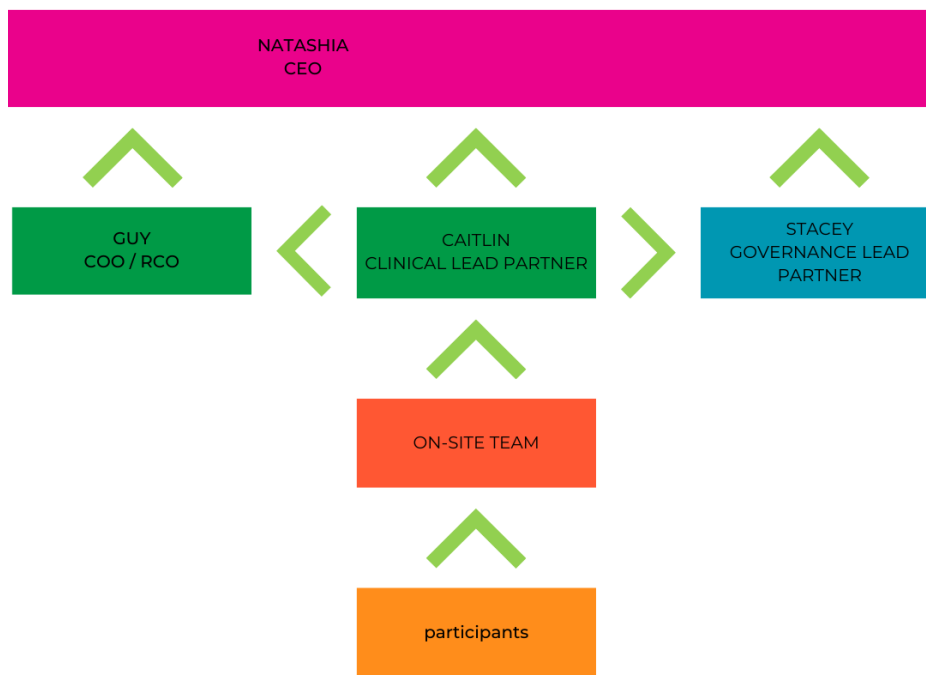 NATASHIA
CEO
GUY
COO / RCO
CAITLIN
CLINICAL LEAD PARTNER
STACEY
GOVERNANCE LEAD
PARTNER
ON-SITE TEAM
participants